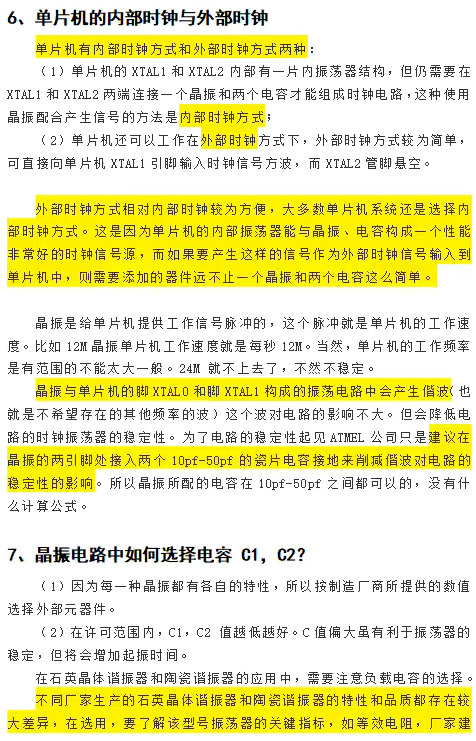 6、单片机的内部时钟与外部时钟
单片机有内部时钟方式和外部时钟方式两种：
（1）单片机的 XTAL1 和 XTAL2 内部有一片内振荡器结构，但仍需要在
XTAL1 和 XTAL2 两端连接一个晶振和两个电容才能组成时钟电路，这种使用
晶振配合产生信号的方法是内部时钟方式；
（2）单片机还可以工作在外部时钟方式下，外部时钟方式较为简单，
可直接向单片机 XTAL1 引脚输入时钟信号方波，而 XTAL2 管脚悬空。
外部时钟方式相对内部时钟较为方便，大多数单片机系统还是选择内
部时钟方式。这是因为单片机的内部振荡器能与晶振、电容构成一个性能
非常好的时钟信号源，而如果要产生这样的信号作为外部时钟信号输入到
单片机中，则需要添加的器件远不止一个晶振和两个电容这么简单。
晶振是给单片机提供工作信号脉冲的，这个脉冲就是单片机的工作速
度。比如 12M 晶振单片机工作速度就是每秒 12M。当然，单片机的工作频率
是有范围的不能太大一般。24M 就不上去了，不然不稳定。
晶振与单片机的脚 XTAL0 和脚 XTAL1 构成的振荡电路中会产生偕波（也
就是不希望存在的其他频率的波）这个波对电路的影响不大。但会降低电
路的时钟振荡器的稳定性。为了电路的稳定性起见 ATMEL 公司只是建议在
晶振的两引脚处接入两个 10pf-50pf 的瓷片电容接地来削减偕波对电路的
稳定性的影响。所以晶振所配的电容在 10pf-50pf 之间都可以的，没有什
么计算公式。
7、晶振电路中如何选择电容 C1，C2？
（1）因为每一种晶振都有各自的特性，所以按制造厂商所提供的数值
选择外部元器件。
（2）在许可范围内，C1，C2 值越低越好。C 值偏大虽有利于振荡器的
稳定，但将会增加起振时间。
在石英晶体谐振器和陶瓷谐振器的应用中，需要注意负载电容的选择。
不同厂家生产的石英晶体谐振器和陶瓷谐振器的特性和品质都存在较
大差异，在选用，要了解该型号振荡器的关键指标，如等效电阻，厂家建